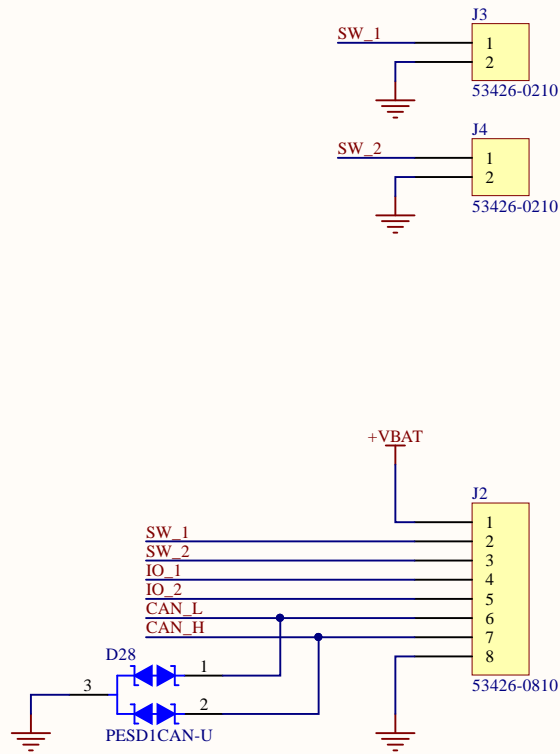 J3
SW_1
1
2
53426-0210
J4
SW_2
1
2
53426-0210
+VBAT
J2
1
SW_1
2
SW_2
3
IO_1
4
IO_2
5
CAN_L
6
CAN_H
7
8
D28
1
3
2
53426-0810
PESD1CAN-U